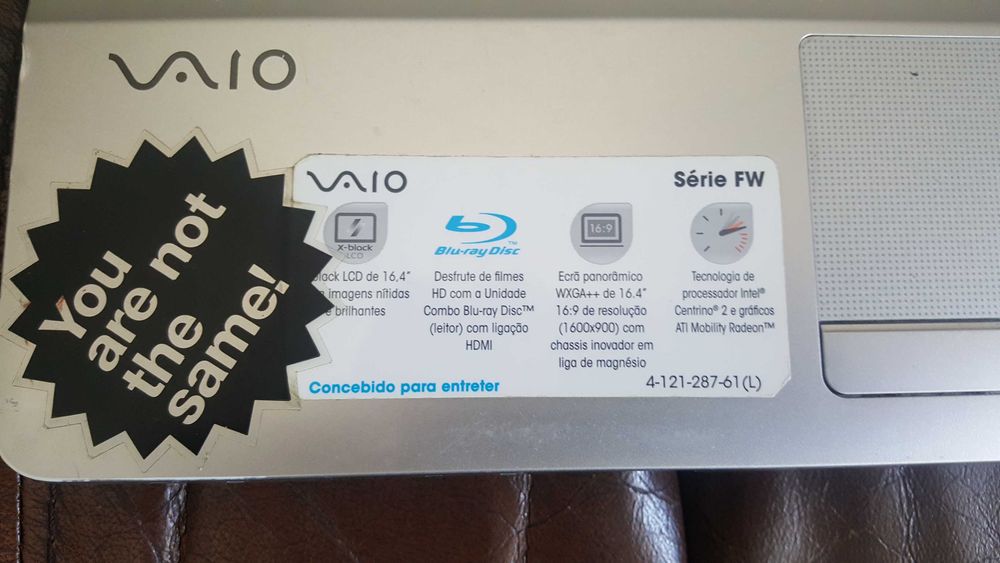 VAIO
You
are not
the
same!
VAIO
Série FW
X-black
LCD
LCD de 16,4"
imagens nítidas
e brilhantes
Blu-ray Disc™
Desfrute de filmes
HD com a Unidade
Combo Blu-ray Disc™
(leitor) com ligação
HDMI
16:9
Ecrã panorâmico
WXGA++ de 16.4"
16:9 de resolução
(1600x900) com
chassis inovador em
liga de magnésio
Tecnologia de
processador Intel®
Centrino® 2 e gráficos
ATI Mobility Radeon™
Concebido para entreter
4-121-287-61(L)